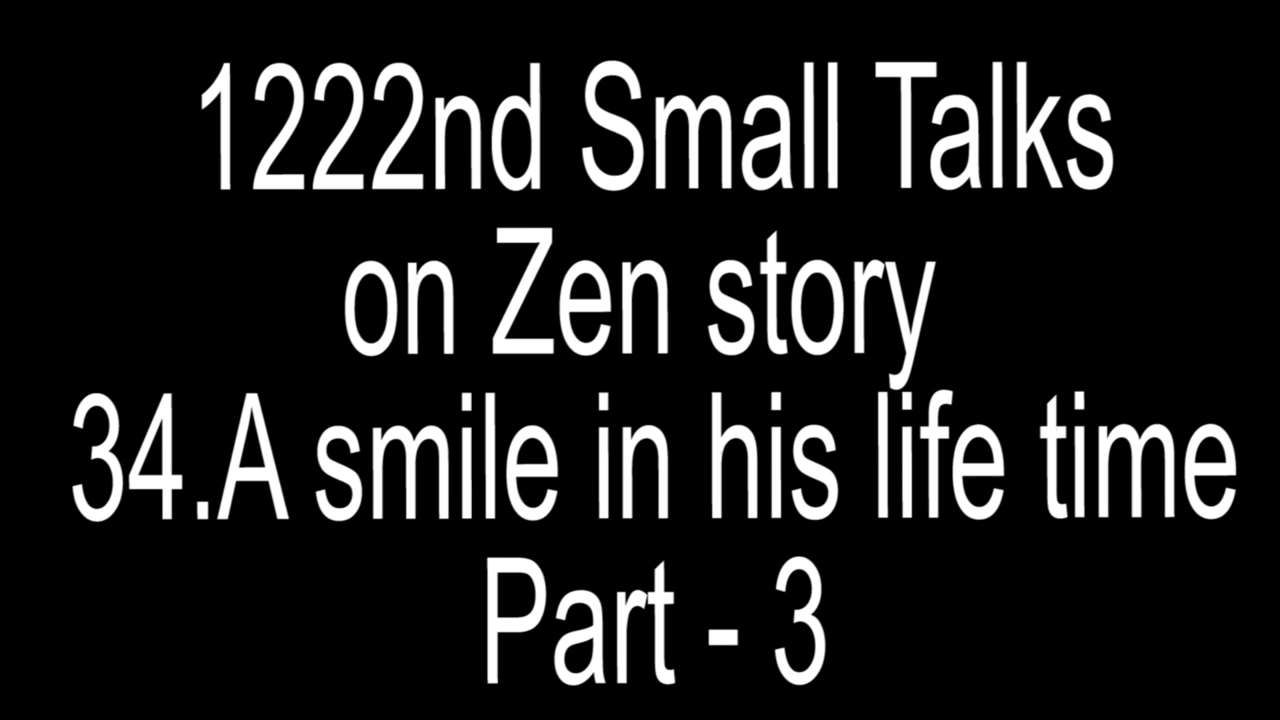 1222nd Small Talks
on Zen story
34.A smile in his life time
Part - 3